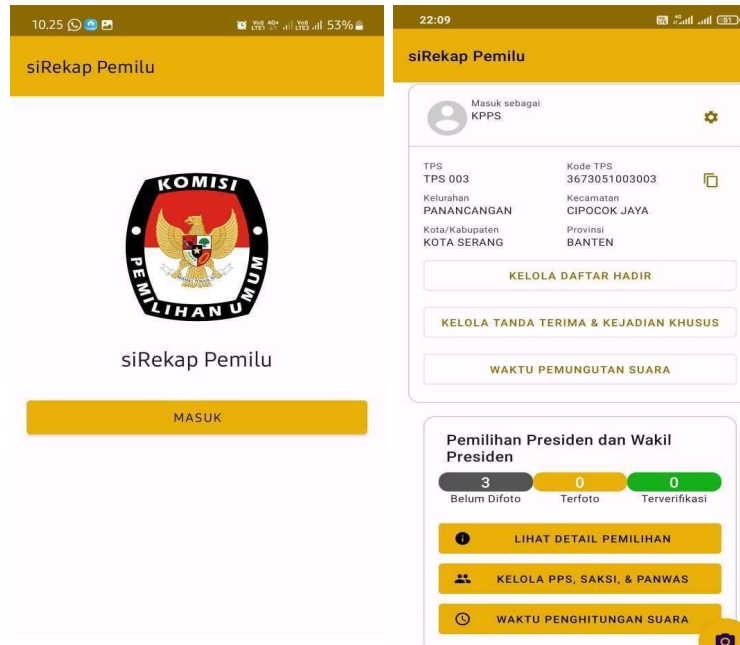 10.25
53%
siRekap Pemilu
KOMISI
PEMILIHAN UMUM
siRekap Pemilu
MASUK
22:09
siRekap Pemilu
Masuk sebagai
KPPS
TPS
TPS 003
Kode TPS
3673051003003
Kelurahan
PANANCANGAN
Kecamatan
CIPOCOK JAYA
Kota/Kabupaten
KOTA SERANG
Provinsi
BANTEN
KELOLA DAFTAR HADIR
KELOLA TANDA TERIMA & KEJADIAN KHUSUS
WAKTU PEMUNGUTAN SUARA
Pemilihan Presiden dan Wakil
Presiden
3
0
0
Belum Difoto
Terfoto
Terverifikasi
LIHAT DETAIL PEMILIHAN
KELOLA PPS, SAKSI, & PANWAS
WAKTU PENGHITUNGAN SUARA